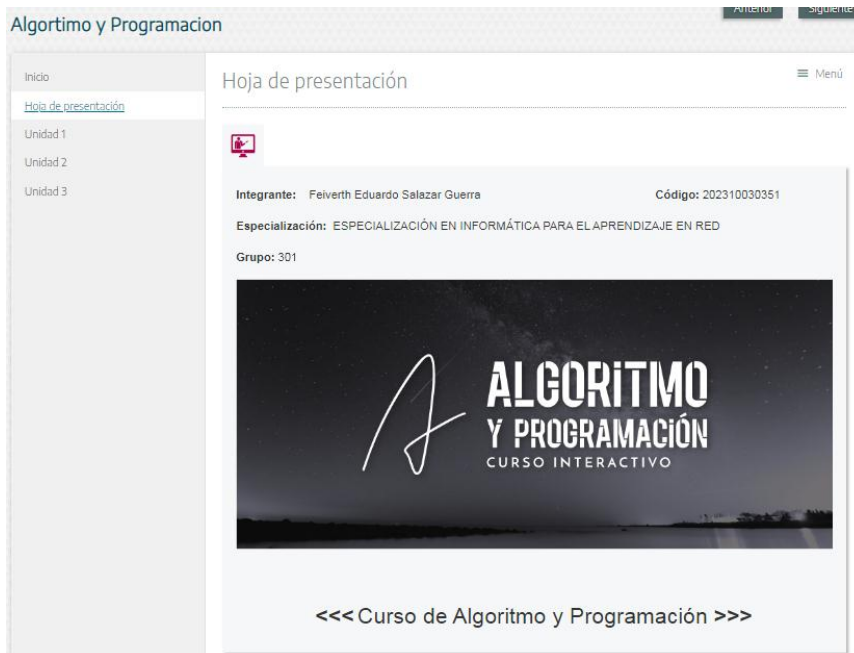 Anterior
Siguiente
Algortimo y Programacion
Inicio
Hoja de presentación
Unidad 1
Unidad 2
Unidad 3
Hoja de presentación
≡ Menú
Integrante: Feiverth Eduardo Salazar Guerra
Código: 202310030351
Especialización: ESPECIALIZACIÓN EN INFORMÁTICA PARA EL APRENDIZAJE EN RED
Grupo: 301
A
ALGORiTMO
Y PROGRAMACiÓN
CURSO INTERACTIVO
<<< Curso de Algoritmo y Programación >>>